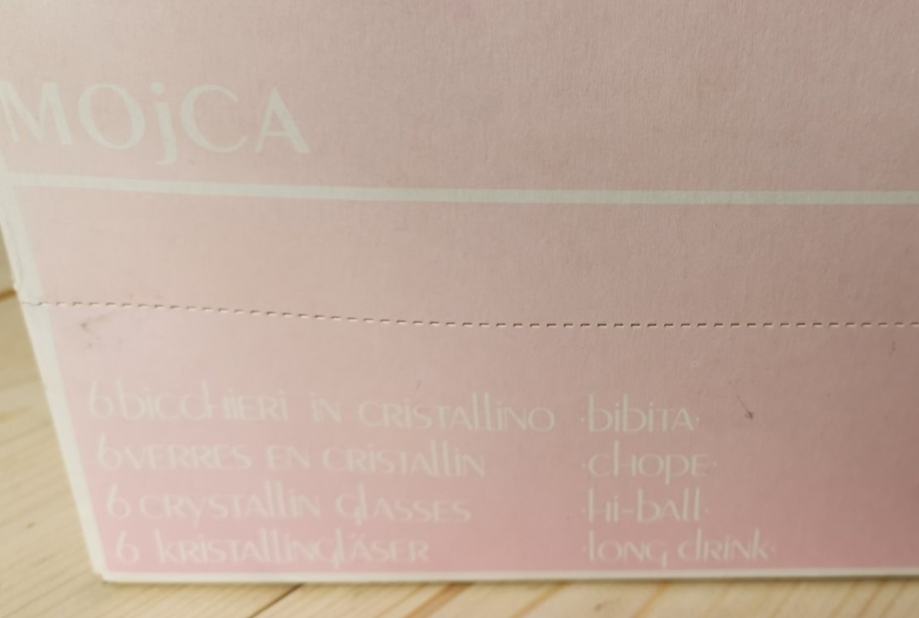 MOjCA
6 bicchieri in cristallino ·bibita·
6 verres en cristallin ·chope·
6 crystallin glasses ·hi-ball·
6 kristallingläser ·long drink·